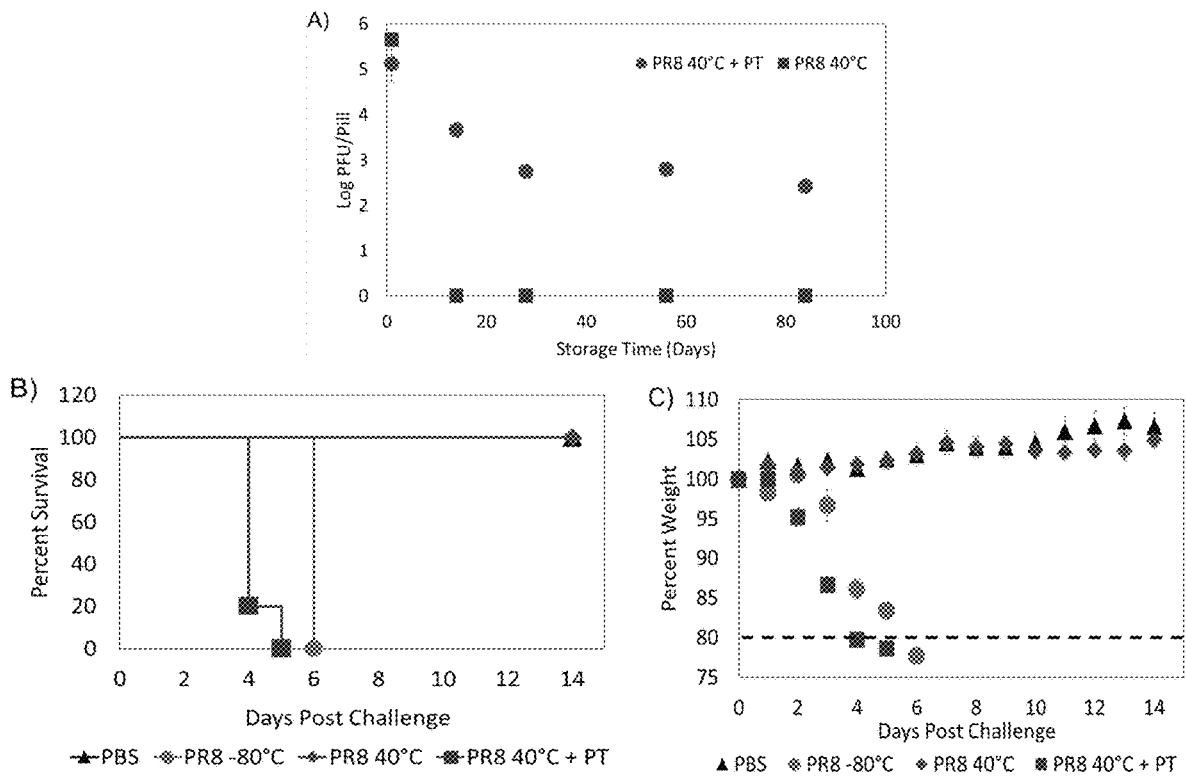 A)
6
5
4
3
2
1
0
Log PFU/Pill
PR8 40°C + PT PR8 40°C
0 20 40 60 80 100
Storage Time (Days)
B)
120
100
80
60
40
20
0
Percent Survival
0 2 4 6 8 10 12 14
Days Post Challenge
PBS PR8 -80°C PR8 40°C PR8 40°C + PT
C)
110
105
100
95
90
85
80
75
Percent Weight
0 2 4 6 8 10 12 14
Days Post Challenge
PBS PR8 -80°C PR8 40°C PR8 40°C + PT